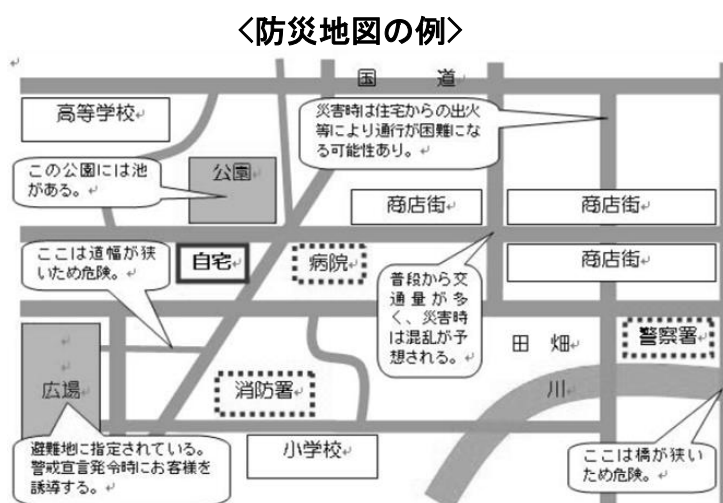 <防災地図の例>
国　道
高等学校
災害時は住宅からの出火
等により通行が困難にな
る可能性あり。
この公園には池
がある。
公園
商店街
商店街
ここは道幅が狭
いため危険。
自宅
病院
商店街
普段から交
通量が多
く、災害時
は混乱が予
想される。
田　畑
警察署
広場
消防署
川
避難地に指定されている。
警戒宣言発令時にお客様を
誘導する。
小学校
ここは橋が狭い
ため危険。